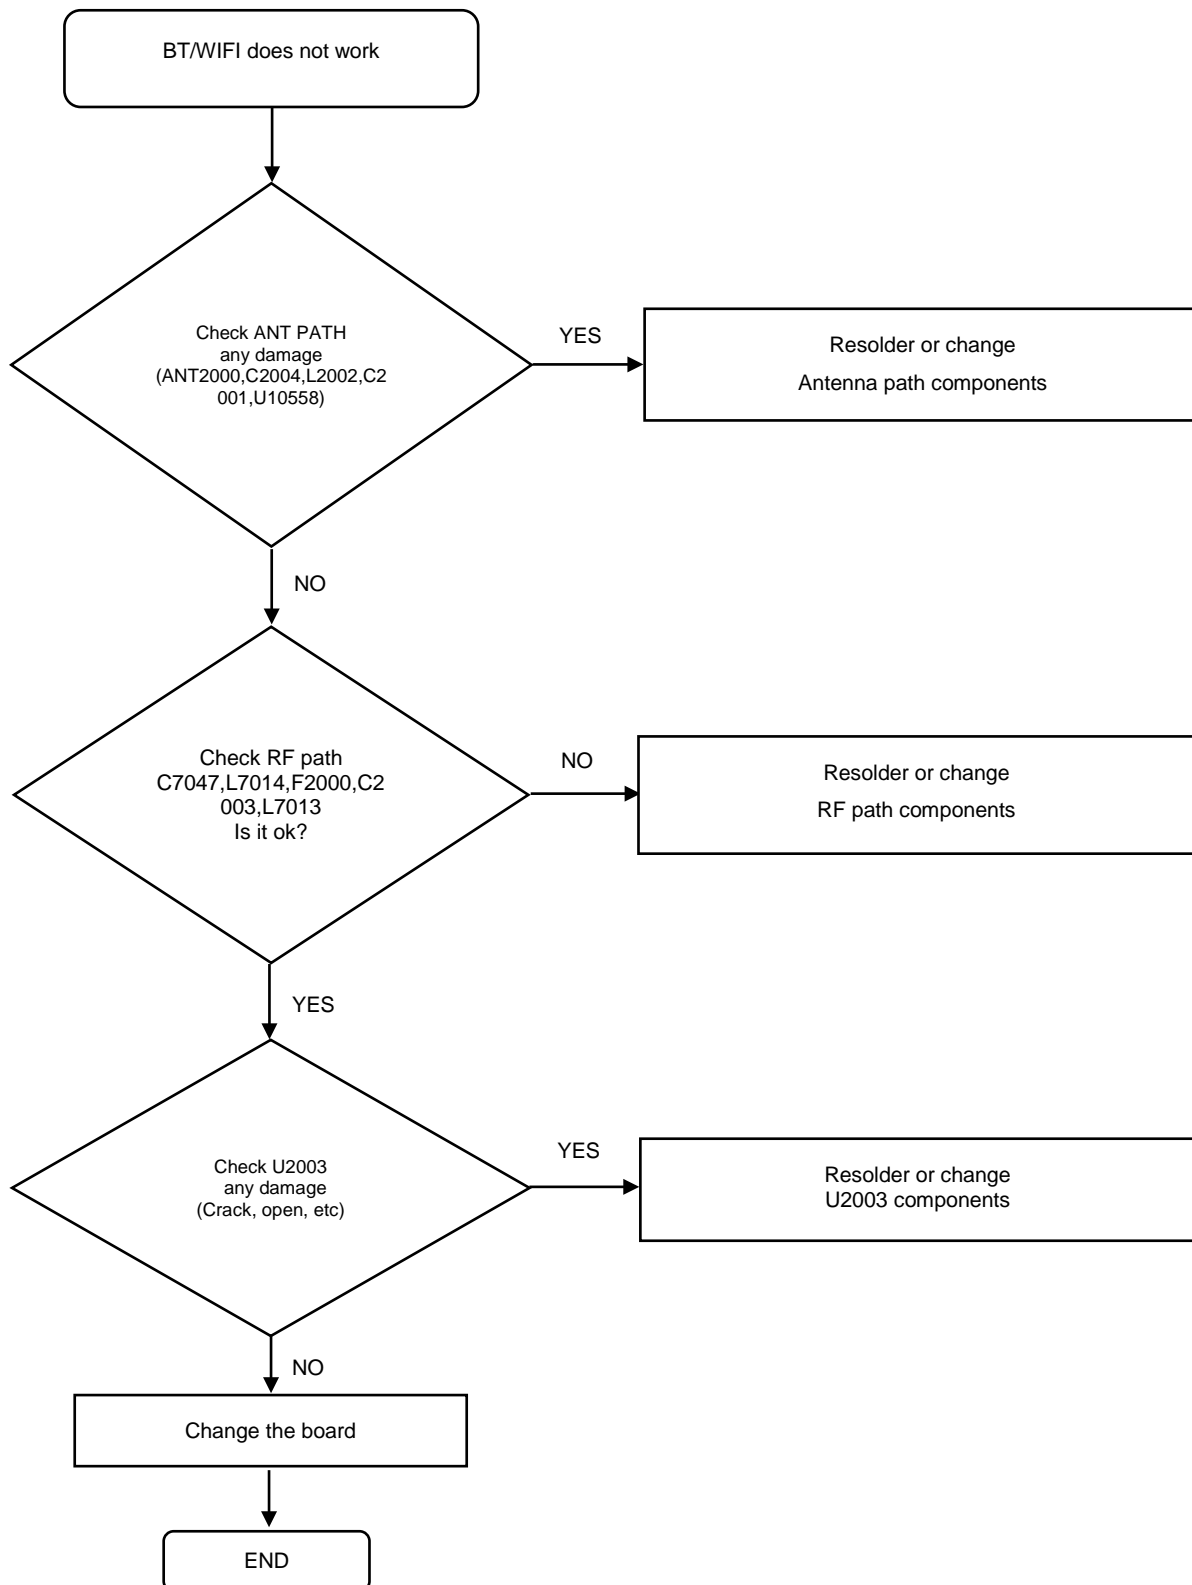 BT/WIFI does not work
Check ANT PATH
any damage
(ANT2000,C2004,L2002,C2
001,U10558)
YES
Resolder or change
Antenna path components
NO
Check RF path
C7047,L7014,F2000,C2
003,L7013
Is it ok?
NO
Resolder or change
RF path components
YES
Check U2003
any damage
(Crack, open, etc)
YES
Resolder or change
U2003 components
NO
Change the board
END